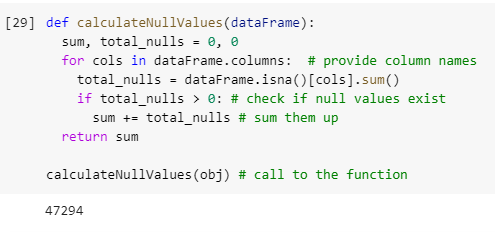 [29] def calculateNullValues(dataFrame):
  sum, total_nulls = 0, 0
  for cols in dataFrame.columns:  # provide column names
    total_nulls = dataFrame.isna()[cols].sum()
    if total_nulls > 0: # check if null values exist
      sum += total_nulls # sum them up
  return sum

calculateNullValues(obj) # call to the function
47294